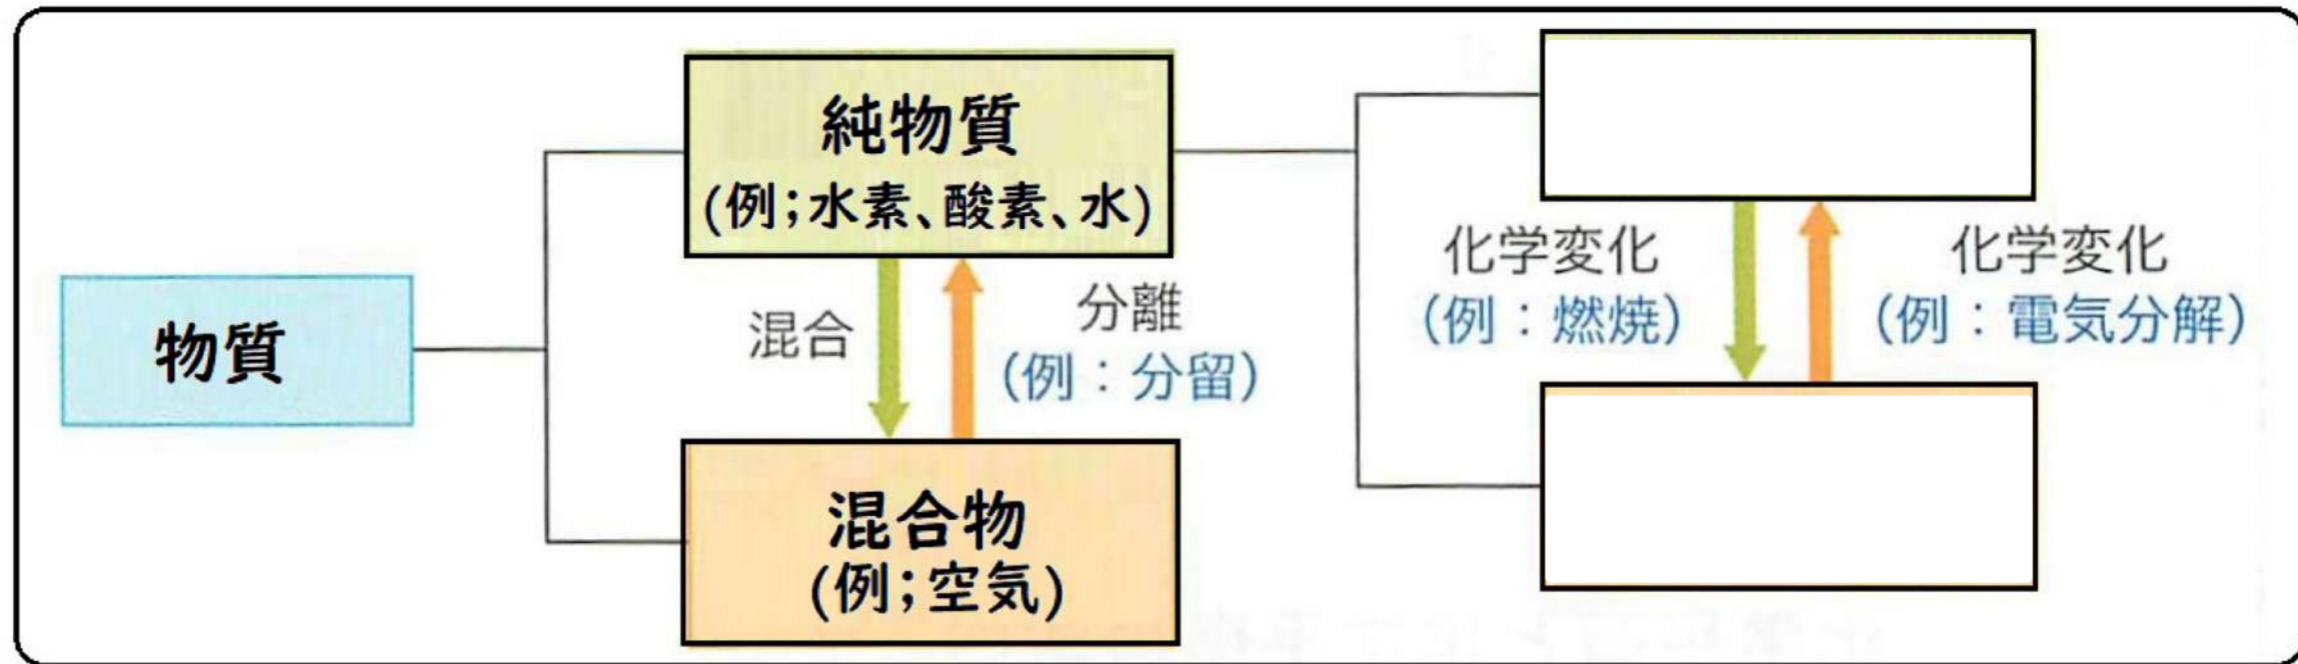 物質
純物質
(例；水素、酸素、水)
混合
分離
(例：分留)
混合物
(例；空気)
化学変化
(例：燃焼)
化学変化
(例：電気分解)